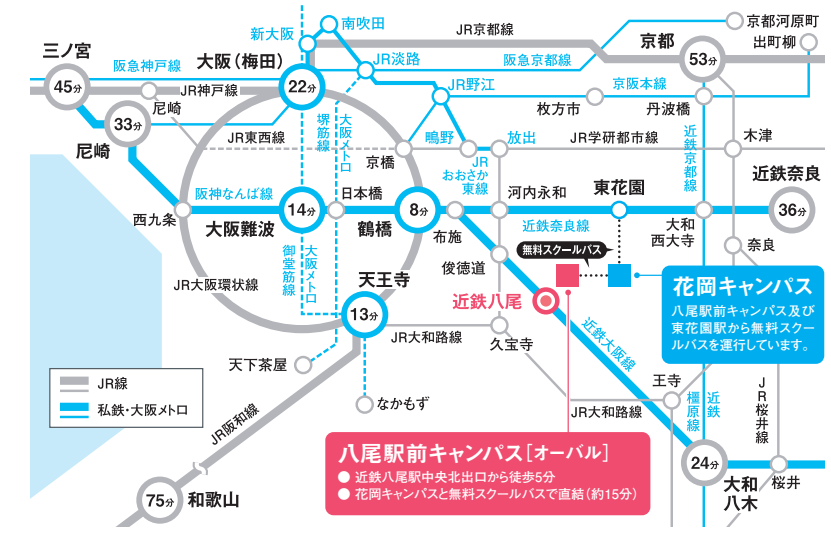 新大阪
南吹田
JR京都線
京都河原町
出町柳
三ノ宮
45分
阪急神戸線
大阪（梅田）
22分
JR淡路
阪急京都線
京都
53分
JR神戸線
尼崎
JR野江
京阪本線
枚方市
丹波橋
33分
尼崎
JR東西線
堺筋線
大阪メトロ
京橋
鴫野
放出
JR学研都市線
木津
JR
おおさか
東線
近鉄京都線
近鉄奈良
36分
阪神なんば線
日本橋
河内永和
東花園
西九条
14分
大阪難波
8分
鶴橋
布施
近鉄奈良線
大和
西大寺
奈良
御堂筋線
大阪メトロ
無料スクールバス
俊徳道
JR大阪環状線
天王寺
13分
近鉄八尾
花岡キャンパス
八尾駅前キャンパス及び
東花園駅から無料スクー
ルバスを運行しています。
JR大和路線
久宝寺
近鉄大阪線
天下茶屋
なかもず
王寺
JR大和路線
橿原線
近鉄
JR桜井線
JR線
私鉄・大阪メトロ
JR阪和線
八尾駅前キャンパス［オーバル］
近鉄八尾駅中央北出口から徒歩5分
花岡キャンパスと無料スクールバスで直結（約15分）
24分
大和
八木
桜井
75分
和歌山